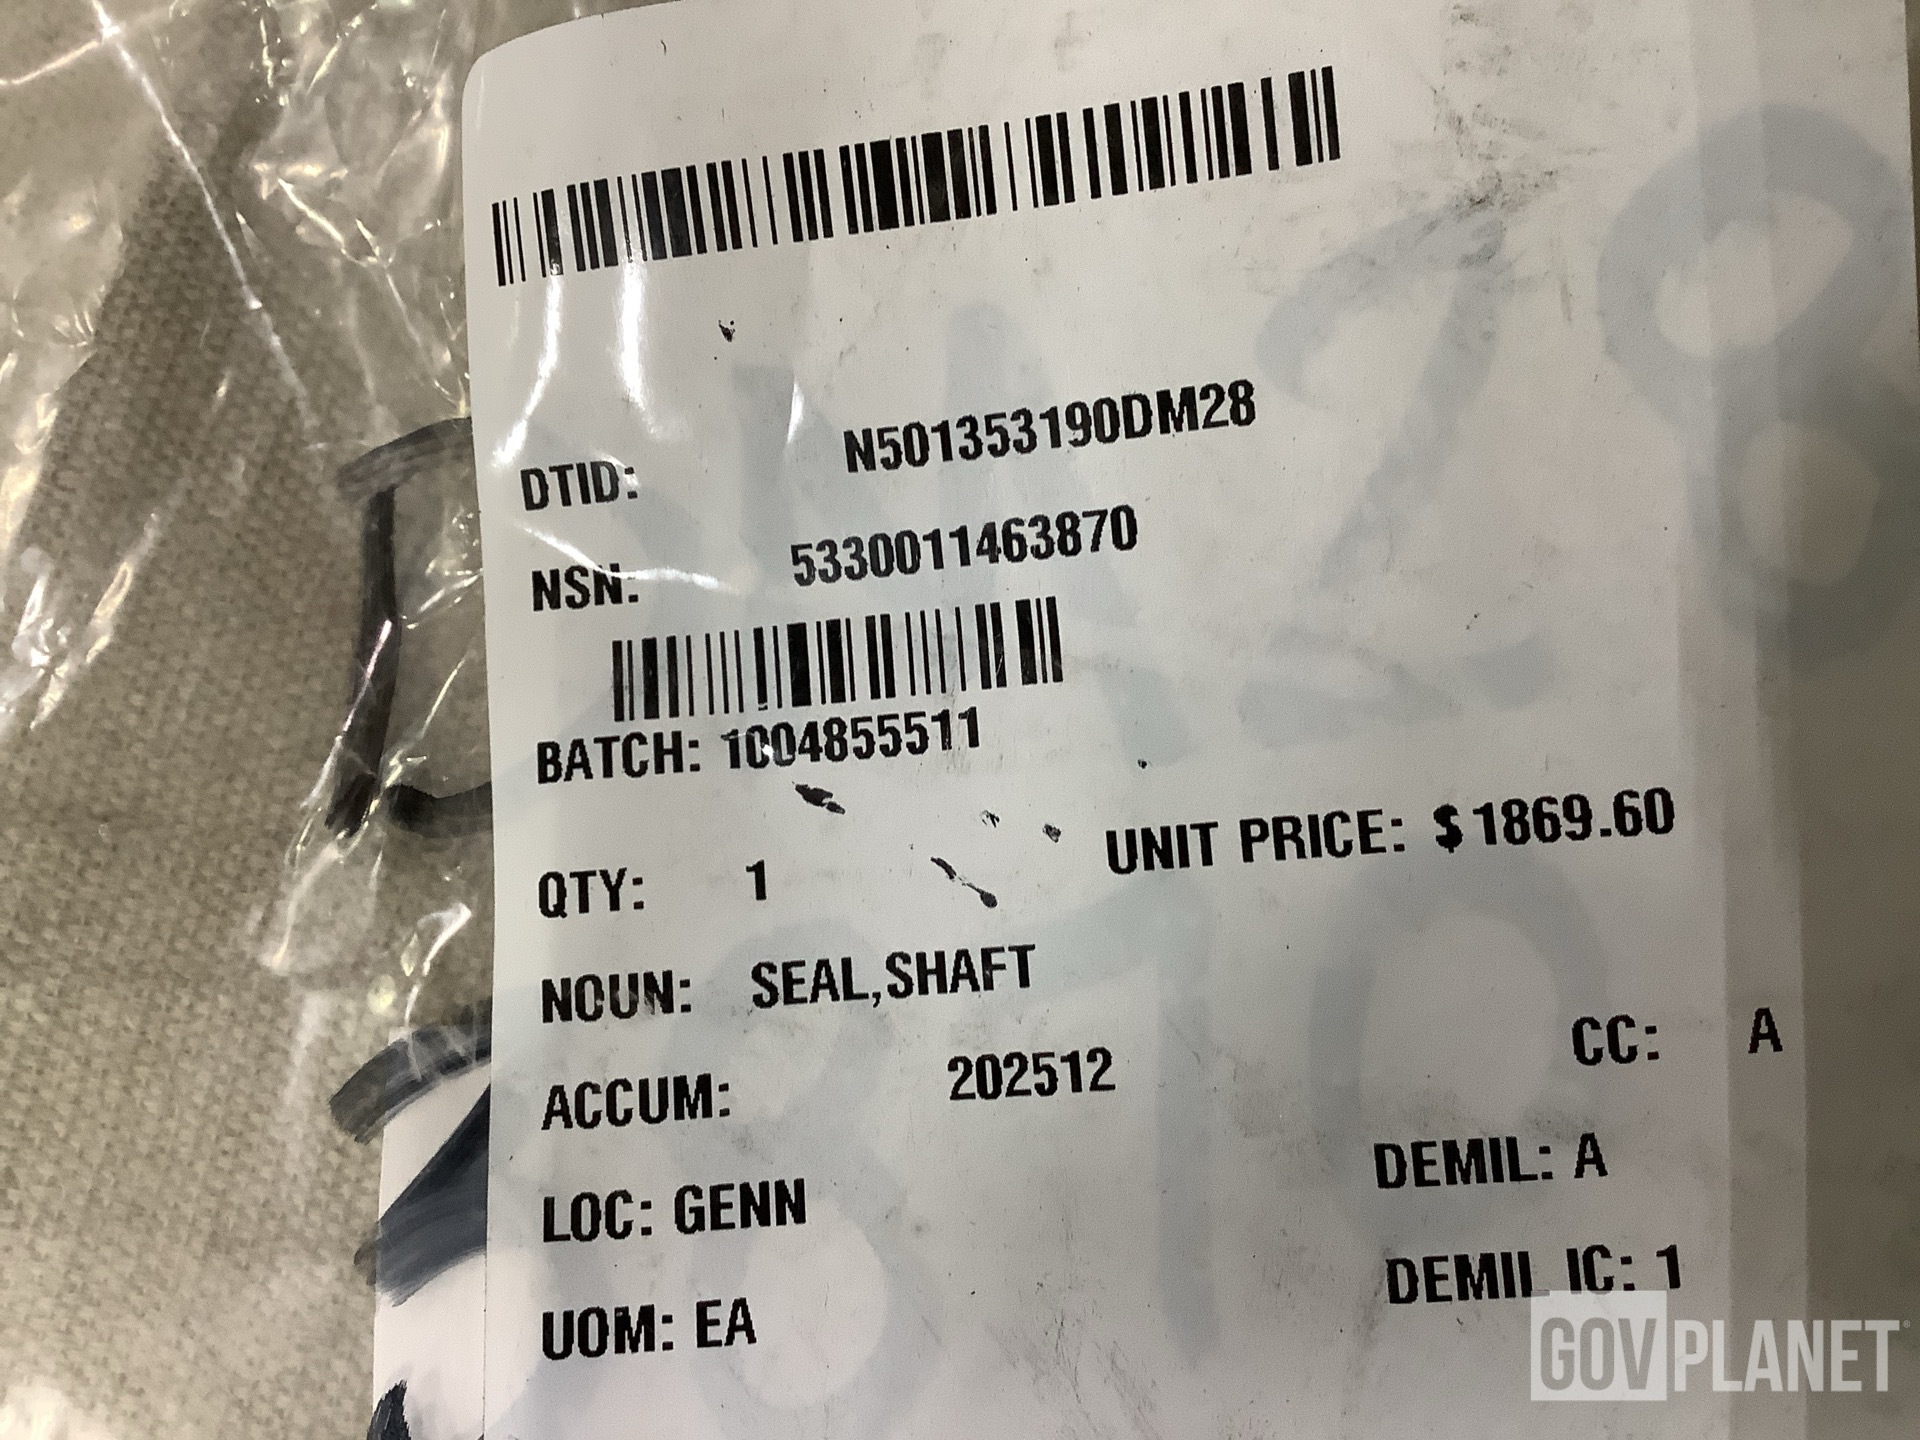 DTID: N501353190DM28
NSN: 5330011463870
BATCH: 1004855511
QTY: 1 UNIT PRICE: $1869.60
NOUN: SEAL,SHAFT
CC: A
ACCUM: 202512
DEMIL: A
LOC: GENN
DEMIL IC: 1
UOM: EA
GOVPLANET